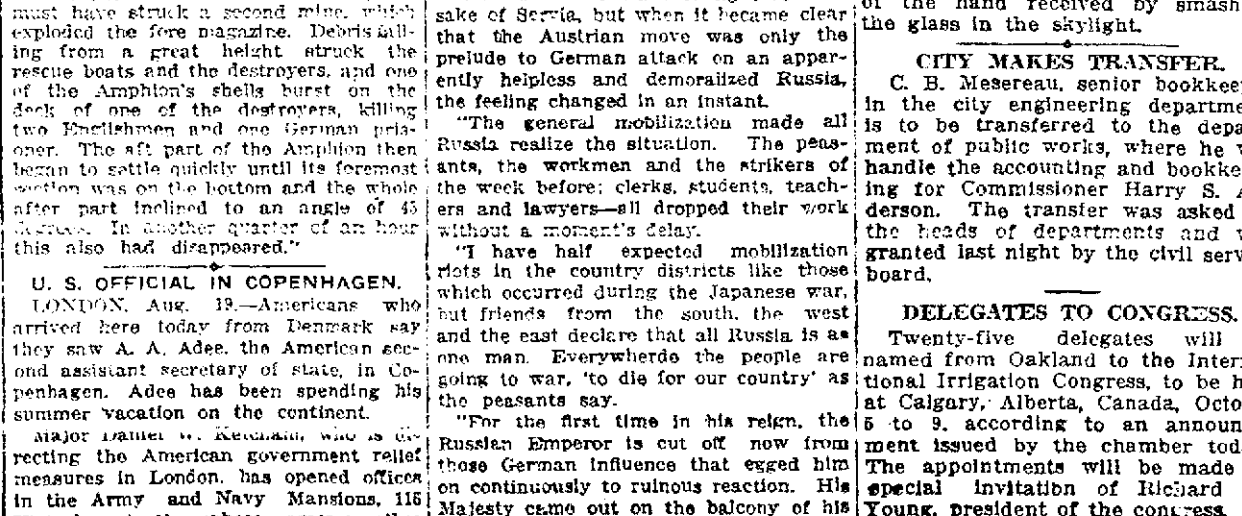 must have struck a second mine, which
exploded the fore magazine. Debris fall-
ing from a great height struck the
rescue boats and the destroyers, and one
of the Amphion's shells burst on the
deck of one of the destroyers, killing
two Englishmen and one German pris-
oner. The aft part of the Amphion then
began to settle quickly until its foremost
section was on the bottom and the whole
after part inclined to an angle of 45
degrees. In another quarter of an hour
this also had disappeared."
U. S. OFFICIAL IN COPENHAGEN.
LONDON, Aug. 19.—Americans who
arrived here today from Denmark say
they saw A. A. Adee, the American sec-
ond assistant secretary of state, in Co-
penhagen. Adee has been spending his
summer vacation on the continent.
Major Daniel W. Ketcham, who is di-
recting the American government relief
measures in London, has opened offices
in the Army and Navy Mansions, 115
sake of Servia, but when it became clear
that the Austrian move was only the
prelude to German attack on an appar-
ently helpless and demoralized Russia,
the feeling changed in an instant.
"The general mobilization made all
Russia realize the situation. The peas-
ants, the workmen and the strikers of
the week before; clerks, students, teach-
ers and lawyers—all dropped their work
without a moment's delay.
"I have half expected mobilization
riots in the country districts like those
which occurred during the Japanese war,
but friends from the south, the west
and the east declare that all Russia is as
one man. Everywherde the people are
going to war, 'to die for our country' as
the peasants say.
"For the first time in his reign, the
Russian Emperor is cut off now from
those German influence that egged him
on continuously to ruinous reaction. His
Majesty came out on the balcony of his
of the hand received by smash
the glass in the skylight.
CITY MAKES TRANSFER.
C. B. Mesereau, senior bookkee
in the city engineering departme
is to be transferred to the depa
ment of public works, where he w
handle the accounting and bookke
ing for Commissioner Harry S. A
derson. The transfer was asked
the heads of departments and w
granted last night by the civil serv
board.
DELEGATES TO CONGRESS.
Twenty-five delegates will
named from Oakland to the Inter
tional Irrigation Congress, to be h
at Calgary, Alberta, Canada, Octo
5 to 9, according to an announ
ment issued by the chamber tod
The appointments will be made
special invitation of Richard
Young, president of the congress